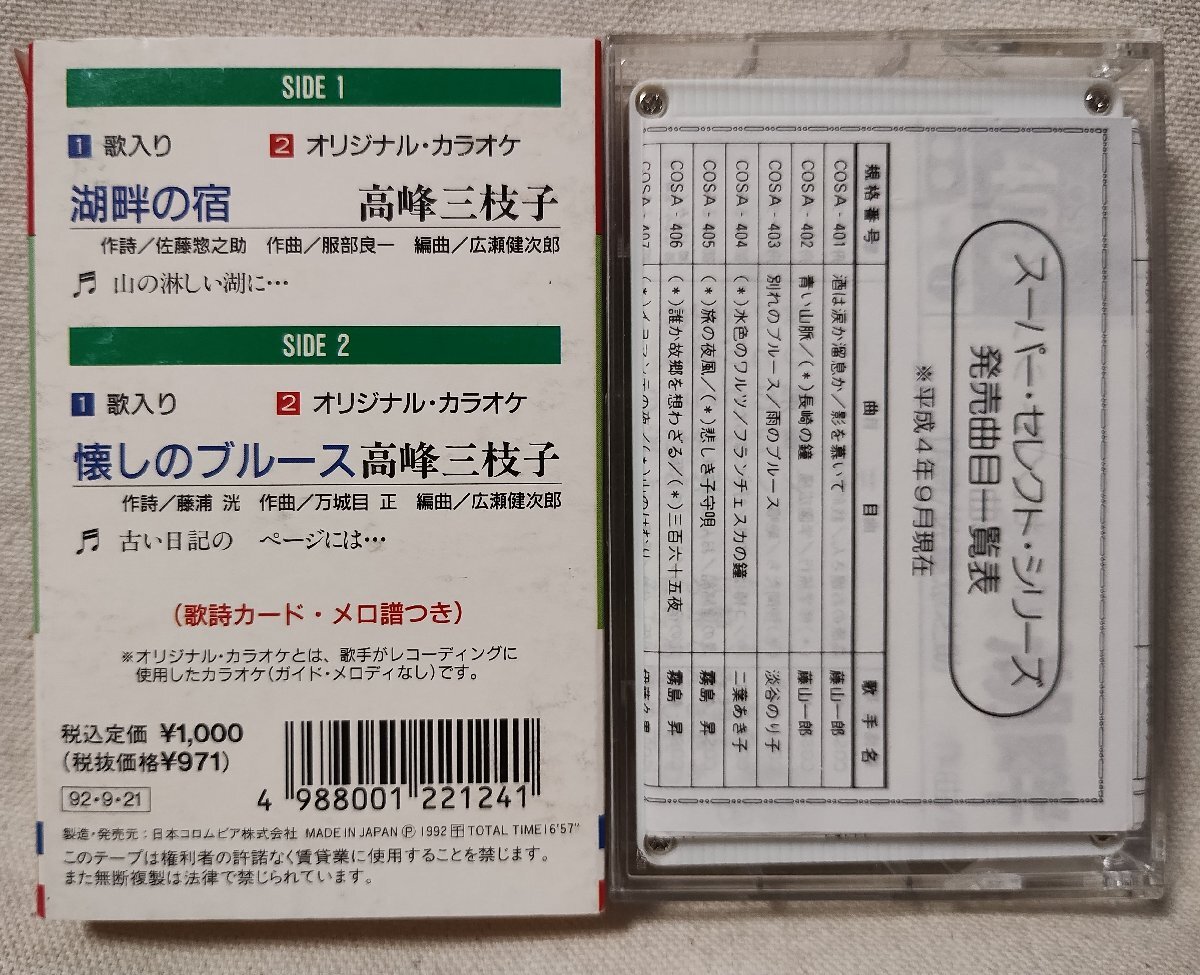 SIDE 1
1 歌入り 2 オリジナル・カラオケ
湖畔の宿 高峰三枝子
作詩/佐藤惣之助 作曲/服部良一 編曲/広瀬健次郎
山の淋しい湖に…
SIDE 2
1 歌入り 2 オリジナル・カラオケ
懐しのブルース 高峰三枝子
作詩/藤浦 洸 作曲/万城目 正 編曲/広瀬健次郎
古い日記の ページには…
(歌詩カード・メロ譜つき)
※オリジナル・カラオケとは、歌手がレコーディングに
使用したカラオケ(ガイド・メロディなし)です。
税込定価 ¥1,000
(税抜価格¥971)
92・9・21
4 988001 221241
製造・発売元:日本コロムビア株式会社 MADE IN JAPAN Ⓟ 1992 TOTAL TIME 16'57"
このテープは権利者の許諾なく賃貸業に使用することを禁じます。
また無断複製は法律で禁じられています。
スーパー・セレクト・シリーズ
発売曲目一覧表
※平成4年9月現在
規格番号 曲 目 歌手名
COSA-401 酒は涙か溜息か/影を慕いて 藤山一郎
COSA-402 青い山脈/(*)長崎の鐘 藤山一郎
COSA-403 別れのブルース/雨のブルース 淡谷のり子
COSA-404 (*)水色のワルツ/フランチェスカの鐘 二葉あき子
COSA-405 (*)旅の夜風/(*)悲しき子守唄 霧島 昇
COSA-406 (*)誰か故郷を想わざる/(*)三百六十五夜 霧島 昇
COSA-407